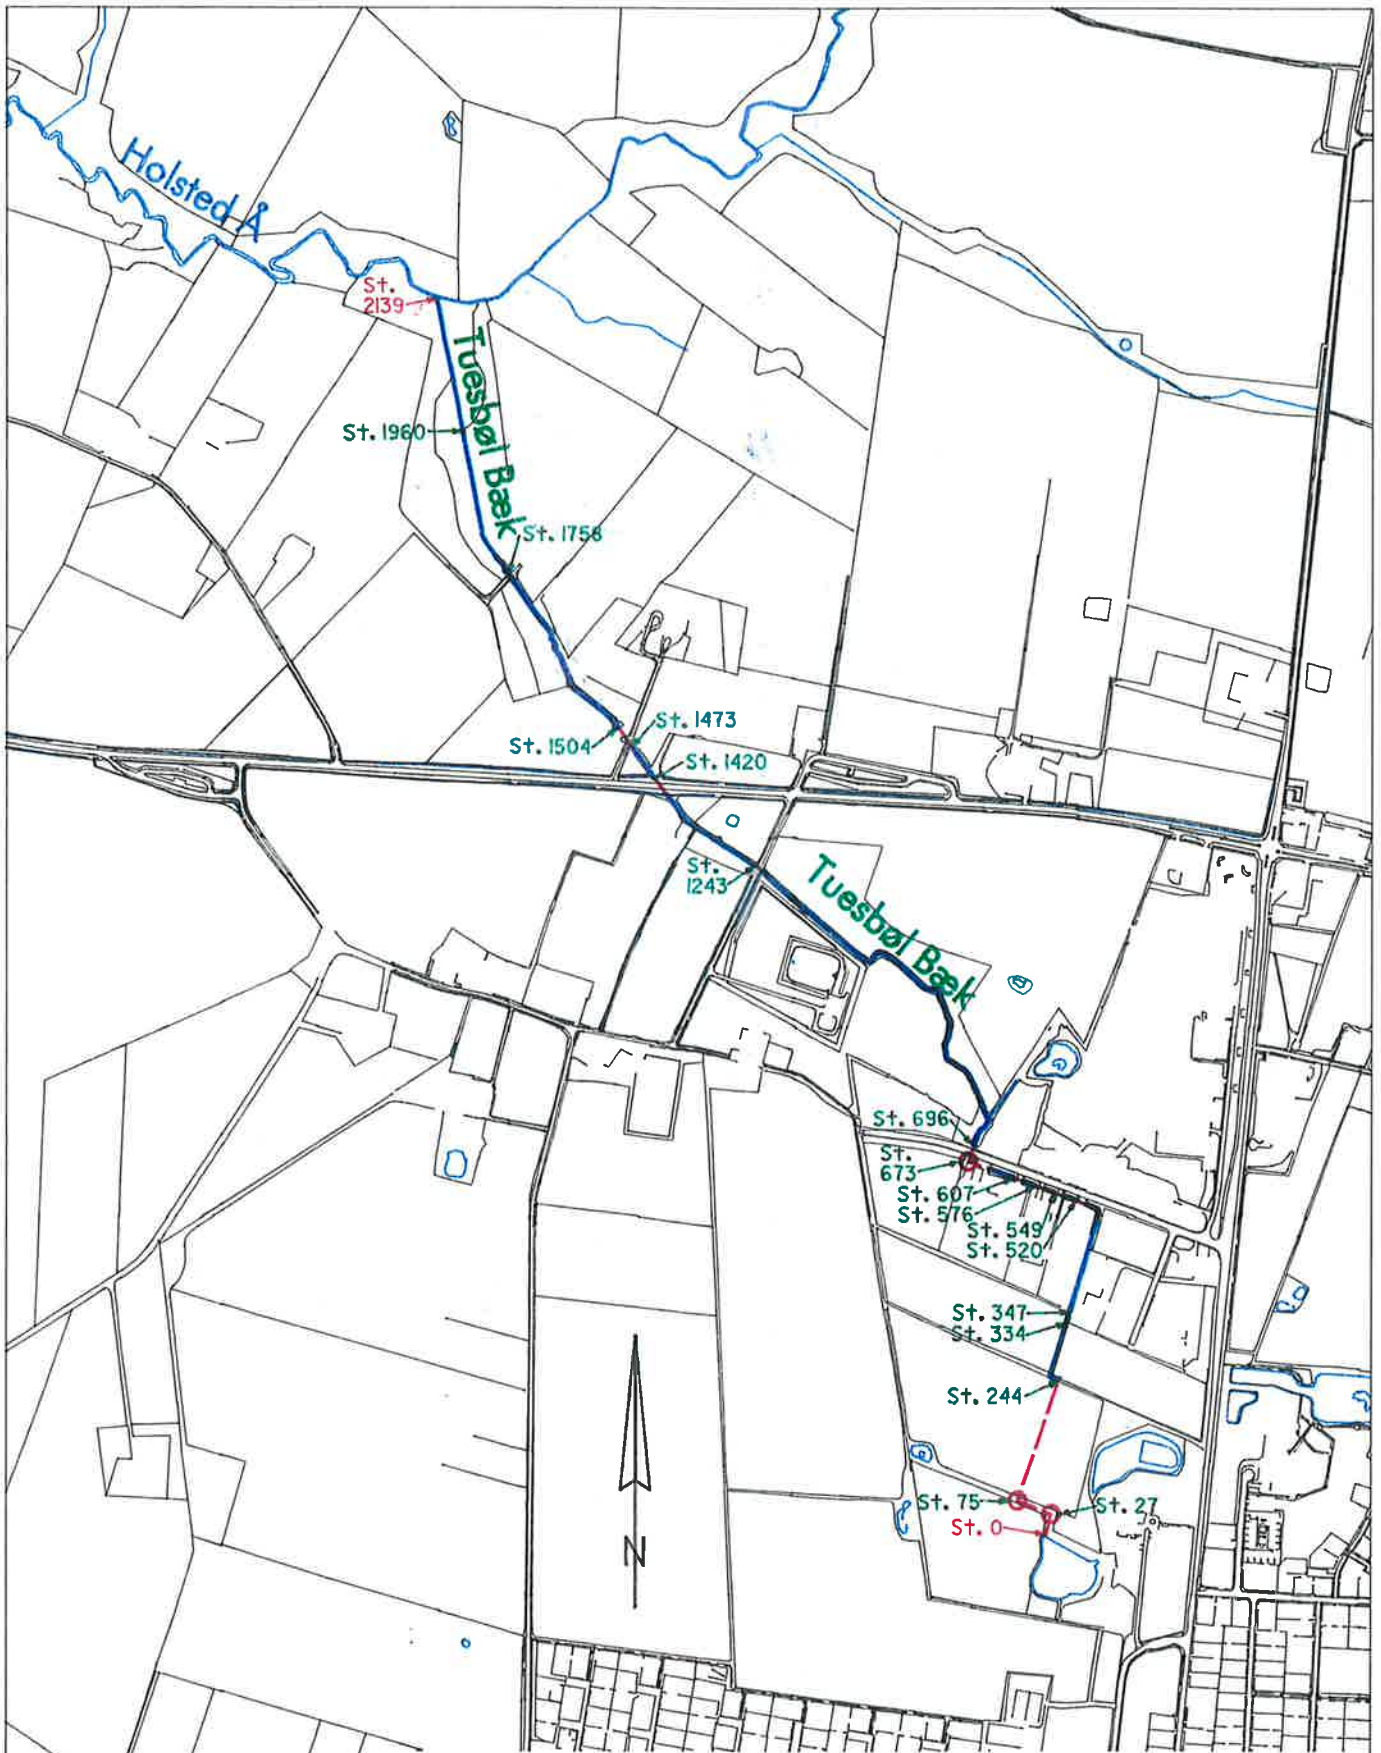 Holsted Å
St.
2139
Tuesbøl Bæk
St. 1960
St. 1758
St. 1473
St. 1504
St. 1420
St.
1243
Tuesbøl Bæk
St. 696
St.
673
St. 607
St. 576
St. 549
St. 520
St. 347
St. 334
St. 244
St. 75
St. 27
St. 0
N